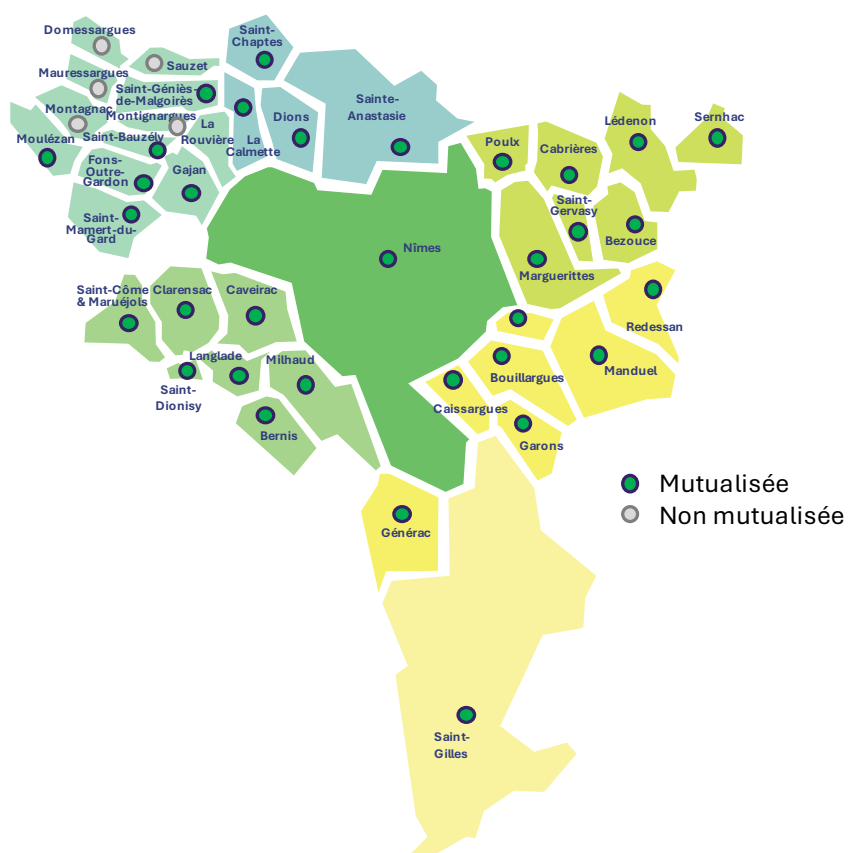 Domessargues
Saint-
Chaptes
Sauzet
Mauressargues
Saint-Géniès-
de-Malgoirès
Sainte-
Anastasie
Montagnac
Montignargues
Dions
La
Rouvière
La
Calmette
Moulézan
Saint-Bauzély
Fons-
Outre-
Gardon
Gajan
Saint-
Mamert-du-
Gard
Poulx
Cabrières
Lédenon
Sernhac
Saint-
Gervasy
Bezouce
Nîmes
Marguerittes
Saint-Côme
& Maruéjols
Clarensac
Caveirac
Redessan
Langlade
Milhaud
Saint-
Dionisy
Bouillargues
Manduel
Caissargues
Bernis
Garons
Mutualisée
Non mutualisée
Générac
Saint-
Gilles